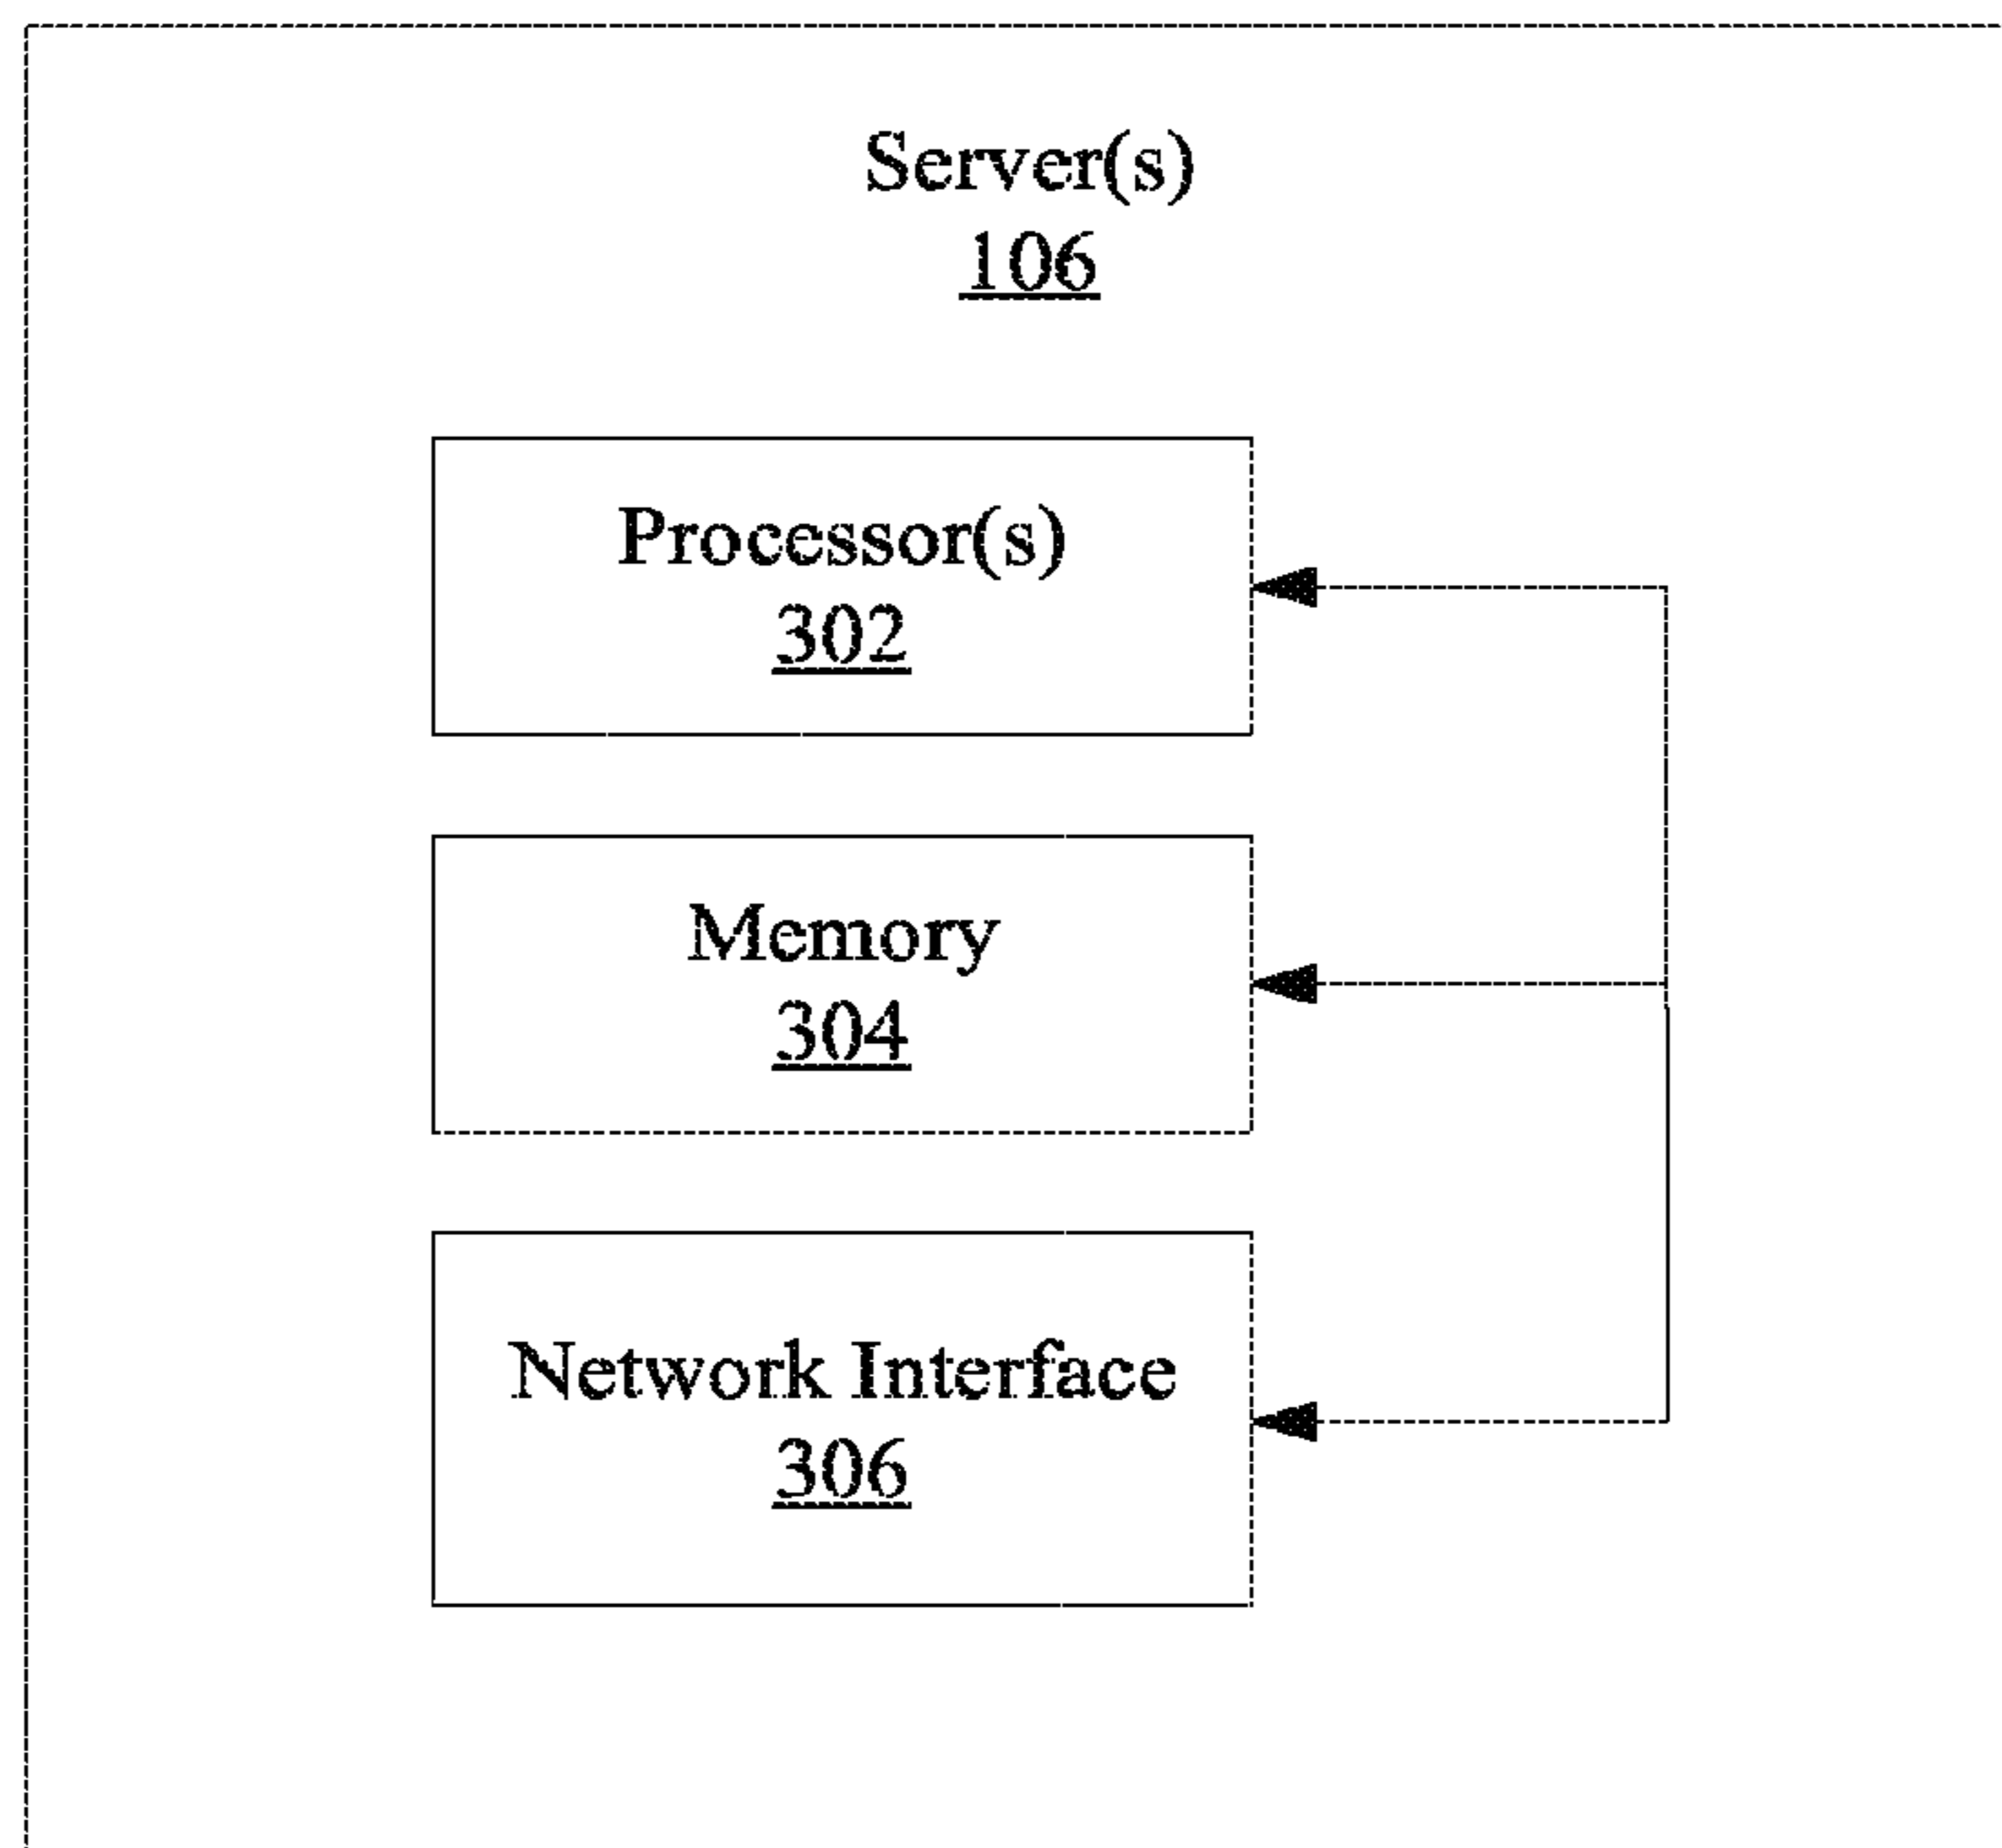 Server(s)
106
Processor(s)
302
Memory
304
Network Interface
306